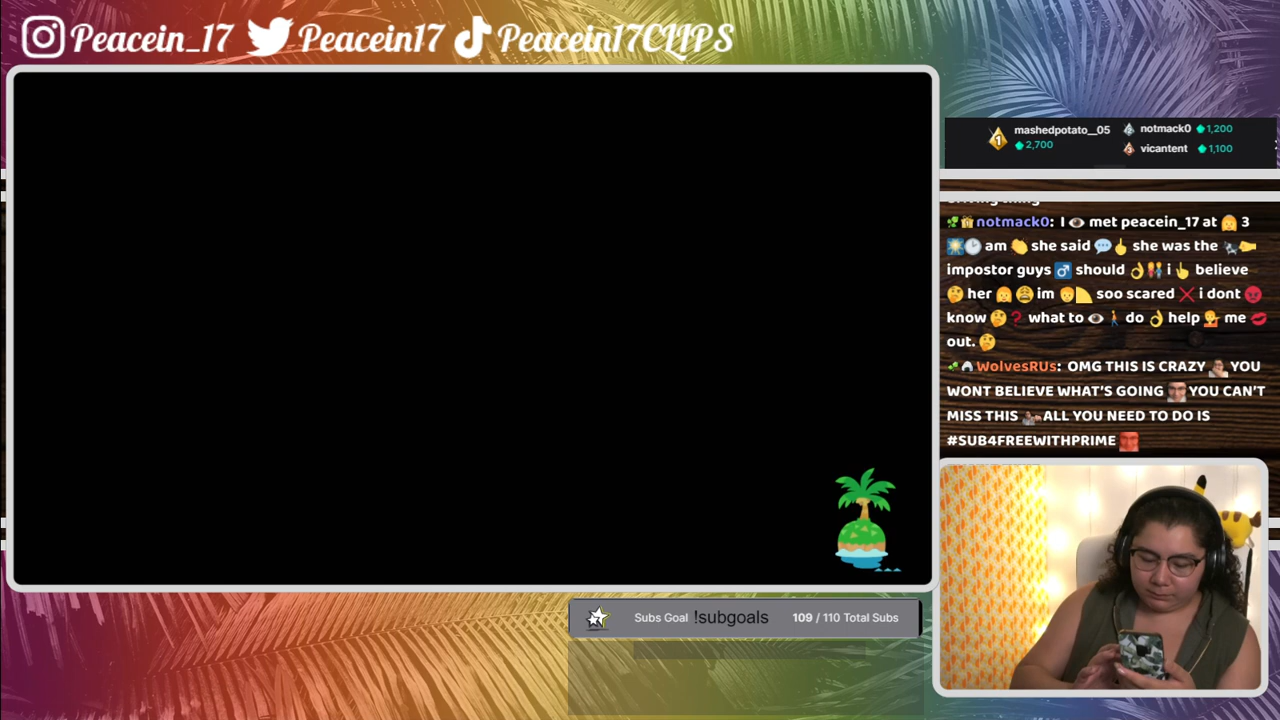 Peacein_17 Peacein17 Peacein17CLIPS
1 mashedpotato__05 2,700
2 notmack0 1,200
3 vicantent 1,100
notmack0: I met peacein_17 at 3
am she said she was the
impostor guys should i believe
her im soo scared i dont
know what to do help me
out.
WolvesRUs: OMG THIS IS CRAZY YOU
WONT BELIEVE WHAT'S GOING YOU CAN'T
MISS THIS ALL YOU NEED TO DO IS
#SUB4FREEWITHPRIME
Subs Goal !subgoals 109 / 110 Total Subs